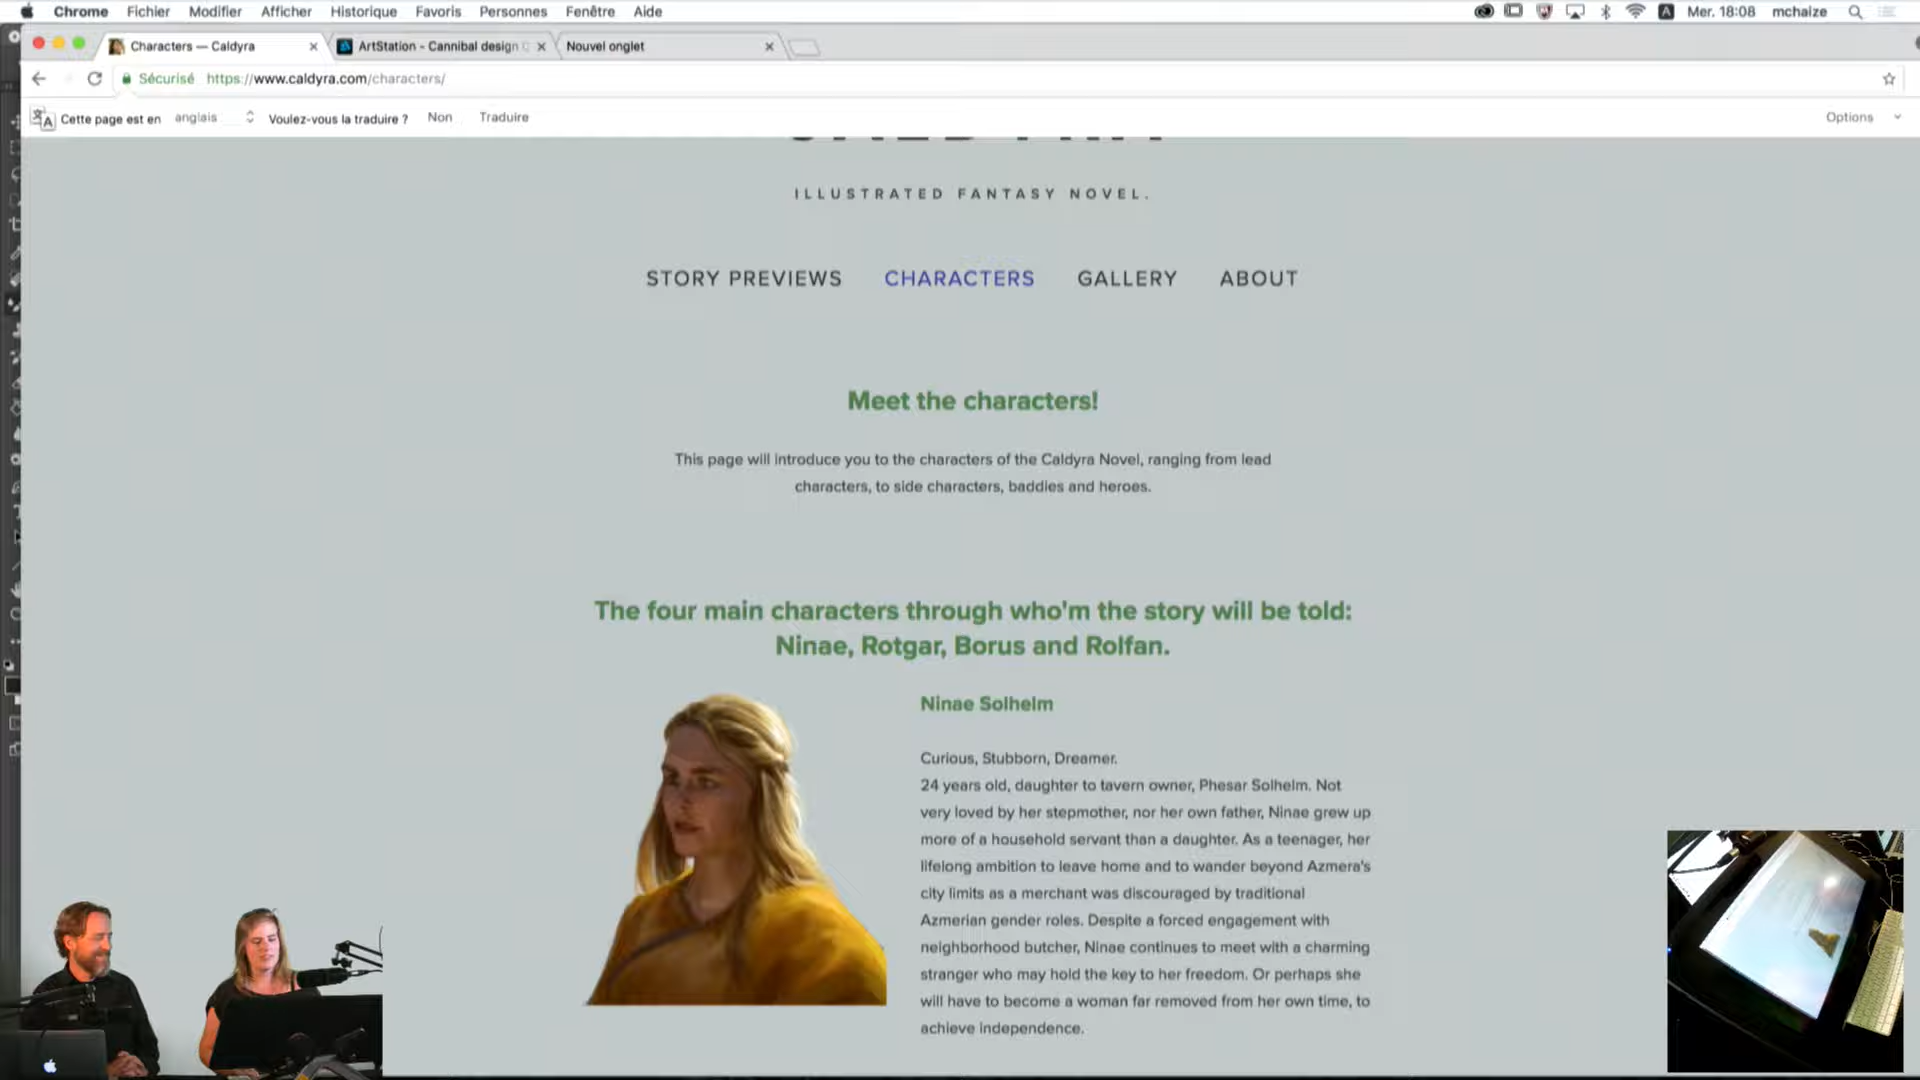 Chrome Fichier Modifier Afficher Historique Favoris Personnes Fenêtre Aide
Mer. 18:08 mchaize
Characters — Caldyra
ArtStation - Cannibal design
Nouvel onglet
Sécurisé https://www.caldyra.com/characters/
Cette page est en anglais Voulez-vous la traduire ? Non Traduire
Options
ILLUSTRATED FANTASY NOVEL.
STORY PREVIEWS CHARACTERS GALLERY ABOUT
Meet the characters!
This page will introduce you to the characters of the Caldyra Novel, ranging from lead
characters, to side characters, baddies and heroes.
The four main characters through who'm the story will be told:
Ninae, Rotgar, Borus and Rolfan.
Ninae Solhelm
Curious, Stubborn, Dreamer.
24 years old, daughter to tavern owner, Phesar Solhelm. Not
very loved by her stepmother, nor her own father, Ninae grew up
more of a household servant than a daughter. As a teenager, her
lifelong ambition to leave home and to wander beyond Azmera's
city limits as a merchant was discouraged by traditional
Azmerian gender roles. Despite a forced engagement with
neighborhood butcher, Ninae continues to meet with a charming
stranger who may hold the key to her freedom. Or perhaps she
will have to become a woman far removed from her own time, to
achieve independence.